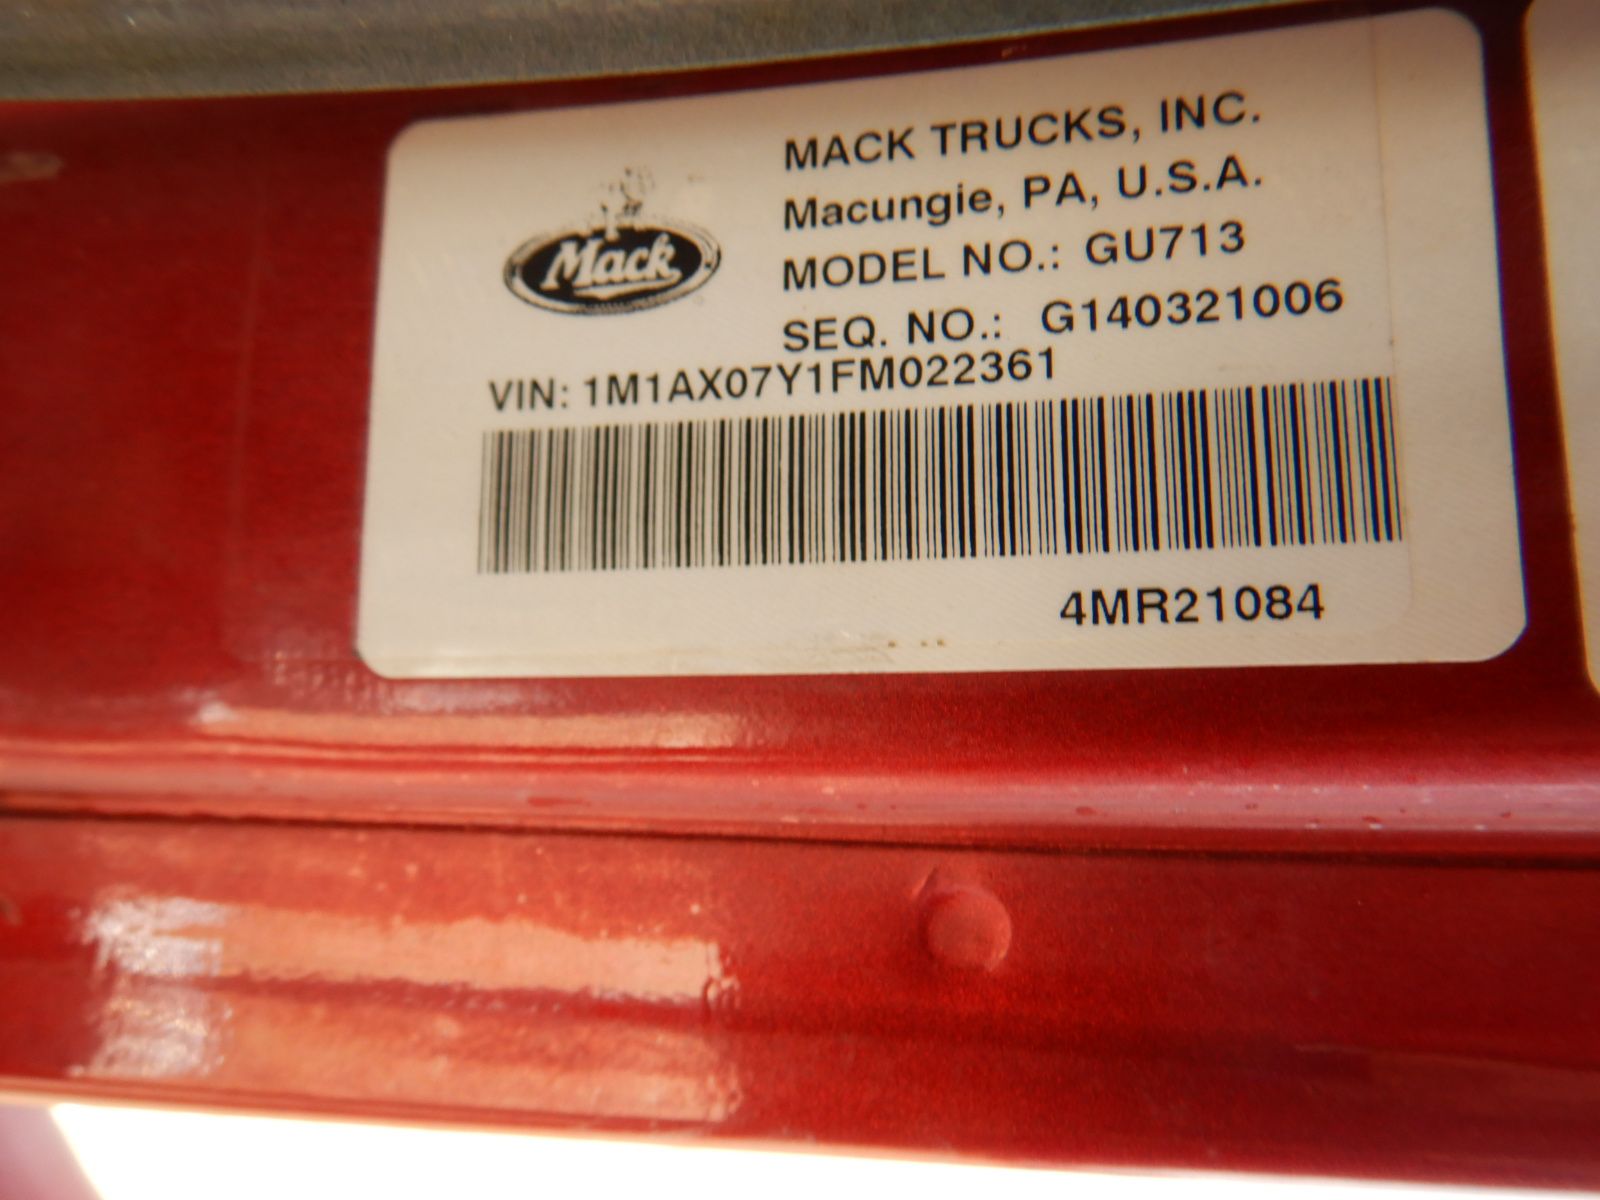 Mack
MACK TRUCKS, INC.
Macungie, PA, U.S.A.
MODEL NO.: GU713
SEQ. NO.: G140321006
VIN: 1M1AX07Y1FM022361
4MR21084